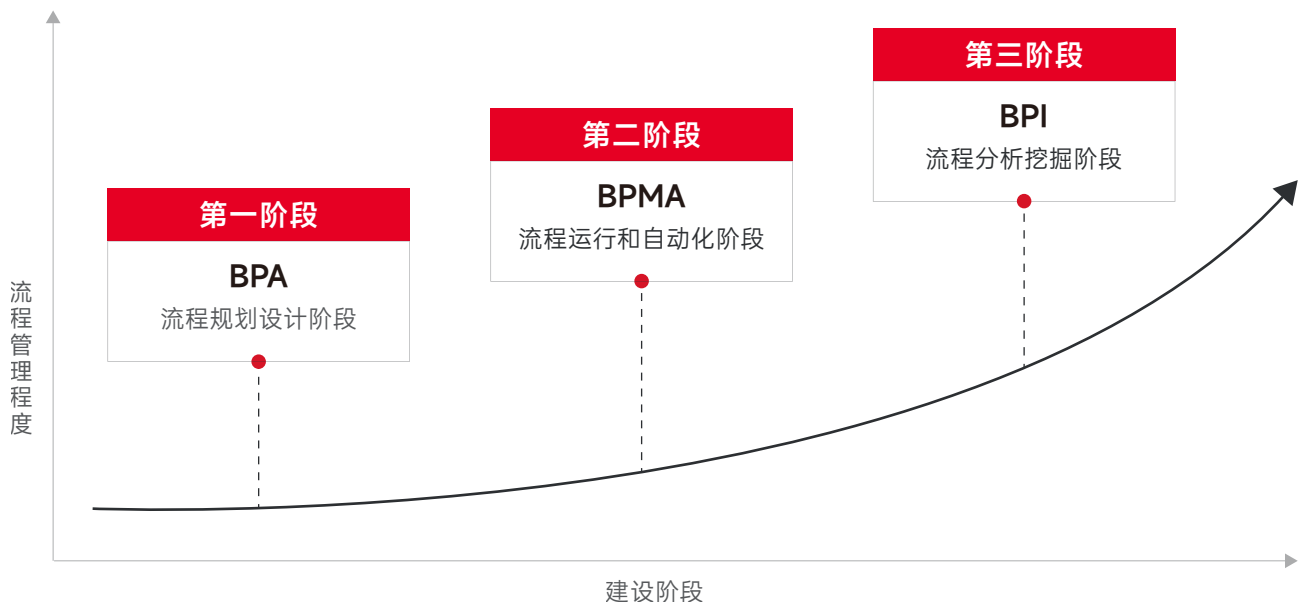 第三阶段
BPI
流程分析挖掘阶段
第二阶段
BPMA
流程运行和自动化阶段
第一阶段
BPA
流程规划设计阶段
流程管理程度
建设阶段